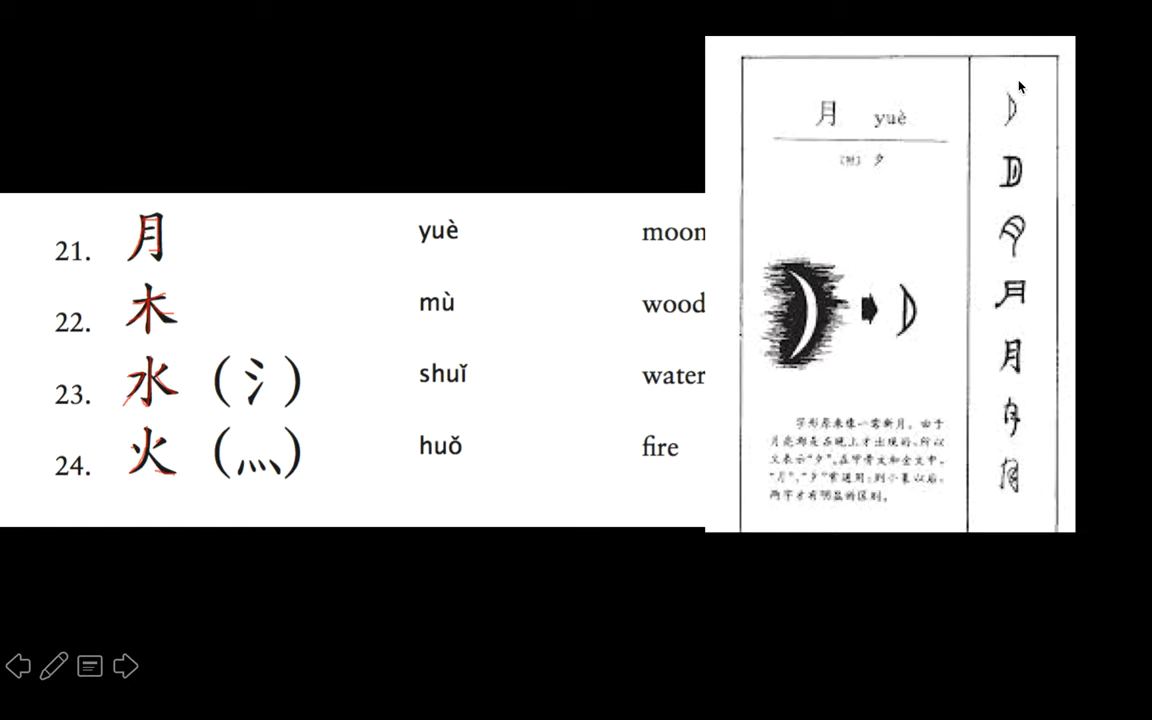 21. 月 yuè moon
22. 木 mù wood
23. 水 (氵) shuǐ water
24. 火 (灬) huǒ fire
月 yuè
〔附〕 夕
字形原来像一弯新月。由于
月亮都是在晚上才出现的,所以
又表示“夕”。在甲骨文和金文中,
“月”、“夕”常通用;到小篆以后,
两字才有明显的区别。